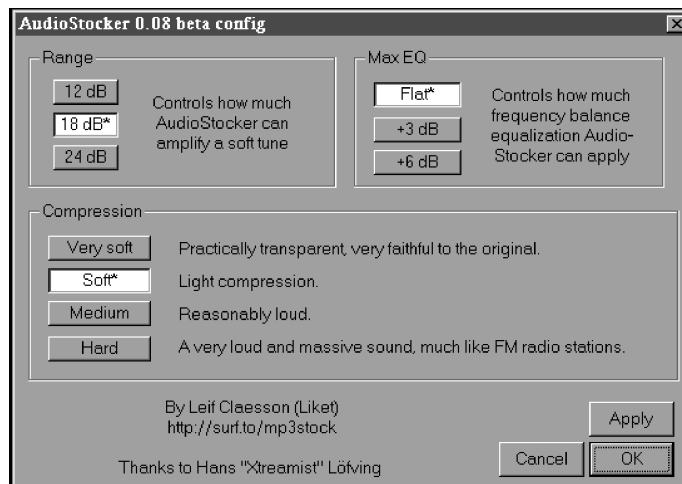 AudioStocker 0.08 beta config
Range
12 dB
18 dB*
24 dB
Controls how much
AudioStocker can
amplify a soft tune
Max EQ
Flat*
+3 dB
+6 dB
Controls how much
frequency balance
equalization Audio-
Stocker can apply
Compression
Very soft
Practically transparent, very faithful to the original.
Soft*
Light compression.
Medium
Reasonably loud.
Hard
A very loud and massive sound, much like FM radio stations.
By Leif Claesson (Liket)
http://surf.to/mp3stock
Thanks to Hans "Xtreamist" Löfving
Apply
Cancel
OK